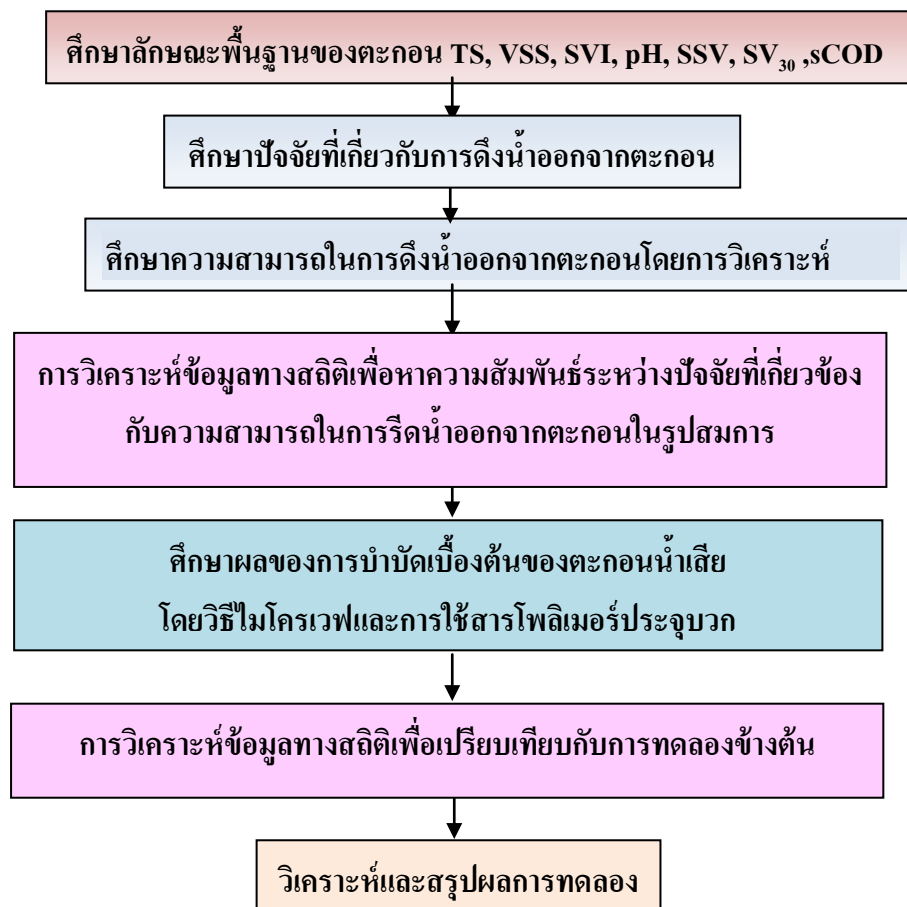 ศึกษาลักษณะพื้นฐานของตะกอน TS, VSS, SVI, pH, SSV, SV₃₀ ,sCOD
ศึกษาปัจจัยที่เกี่ยวกับการดึงน้ำออกจากตะกอน
ศึกษาความสามารถในการดึงน้ำออกจากตะกอนโดยการวิเคราะห์
การวิเคราะห์ข้อมูลทางสถิติเพื่อหาความสัมพันธ์ระหว่างปัจจัยที่เกี่ยวข้อง
กับความสามารถในการรีดน้ำออกจากตะกอนในรูปสมการ
ศึกษาผลของการบำบัดเบื้องต้นของตะกอนน้ำเสีย
โดยวิธีไมโครเวฟและการใช้สารโพลิเมอร์ประจุบวก
การวิเคราะห์ข้อมูลทางสถิติเพื่อเปรียบเทียบกับการทดลองข้างต้น
วิเคราะห์และสรุปผลการทดลอง